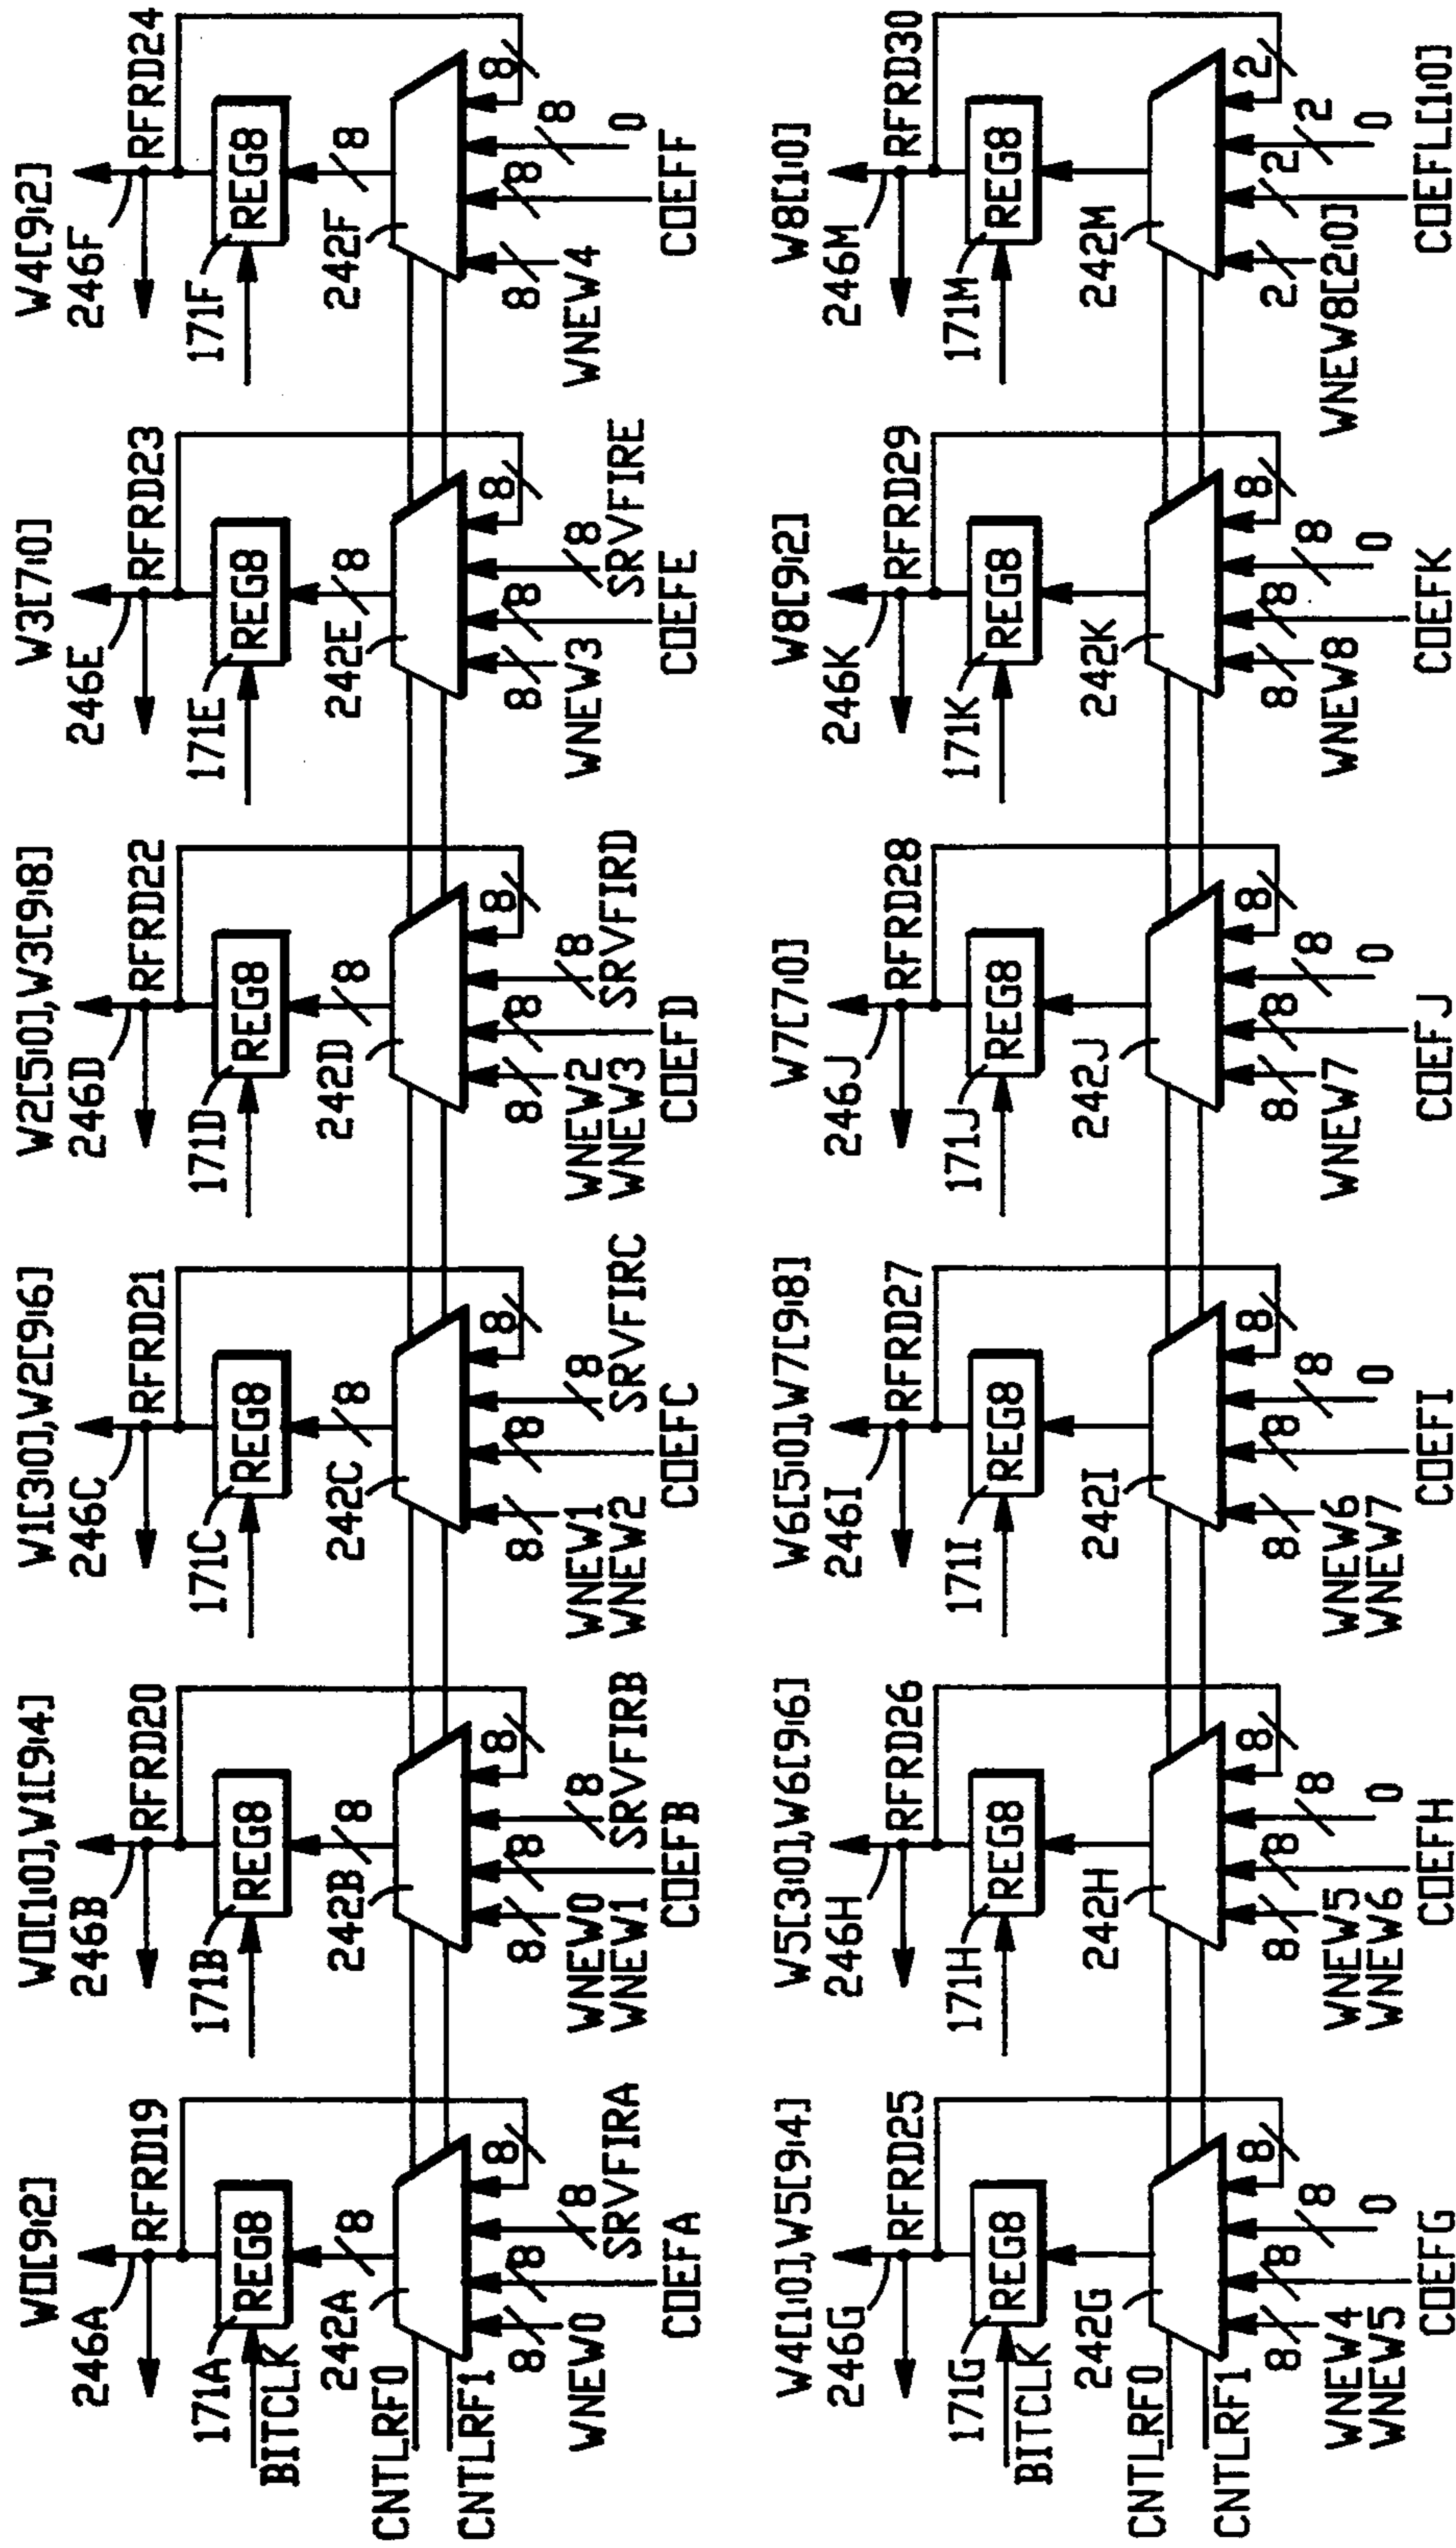 W0[9:2]
246A
RFRD19
171A
REG8
BITCLK
242A
8
CNTLRF0
CNTLRF1
8
8
8
8
WNEW0
SRVFIRA
COEFA
W0[1:0],W1[9:4]
246B
RFRD20
171B
REG8
242B
8
8
8
8
8
WNEW0
WNEW1
SRVFIRB
COEFB
W1[3:0],W2[9:6]
246C
RFRD21
171C
REG8
242C
8
8
8
8
8
WNEW1
WNEW2
SRVFIRC
COEFC
W2[5:0],W3[9:8]
246D
RFRD22
171D
REG8
242D
8
8
8
8
8
WNEW2
WNEW3
SRVFIRD
COEFD
W3[7:0]
246E
RFRD23
171E
REG8
242E
8
8
8
8
8
WNEW3
SRVFIRE
COEFE
W4[9:2]
246F
RFRD24
171F
REG8
242F
8
8
8
8
8
WNEW4
0
COEFF
W4[1:0],W5[9:4]
246G
RFRD25
171G
REG8
BITCLK
242G
CNTLRF0
CNTLRF1
8
8
8
8
WNEW4
WNEW5
0
COEFG
W5[3:0],W6[9:6]
246H
RFRD26
171H
REG8
242H
8
8
8
8
WNEW5
WNEW6
0
COEFH
W6[5:0],W7[9:8]
246I
RFRD27
171I
REG8
242I
8
8
8
8
WNEW6
WNEW7
0
COEFI
W7[7:0]
246J
RFRD28
171J
REG8
242J
8
8
8
8
WNEW7
0
COEFJ
W8[9:2]
246K
RFRD29
171K
REG8
242K
8
8
8
8
WNEW8
0
COEFK
W8[1:0]
246M
RFRD30
171M
REG8
242M
2
2
2
2
WNEW8[2:0]
0
COEFL[1:0]